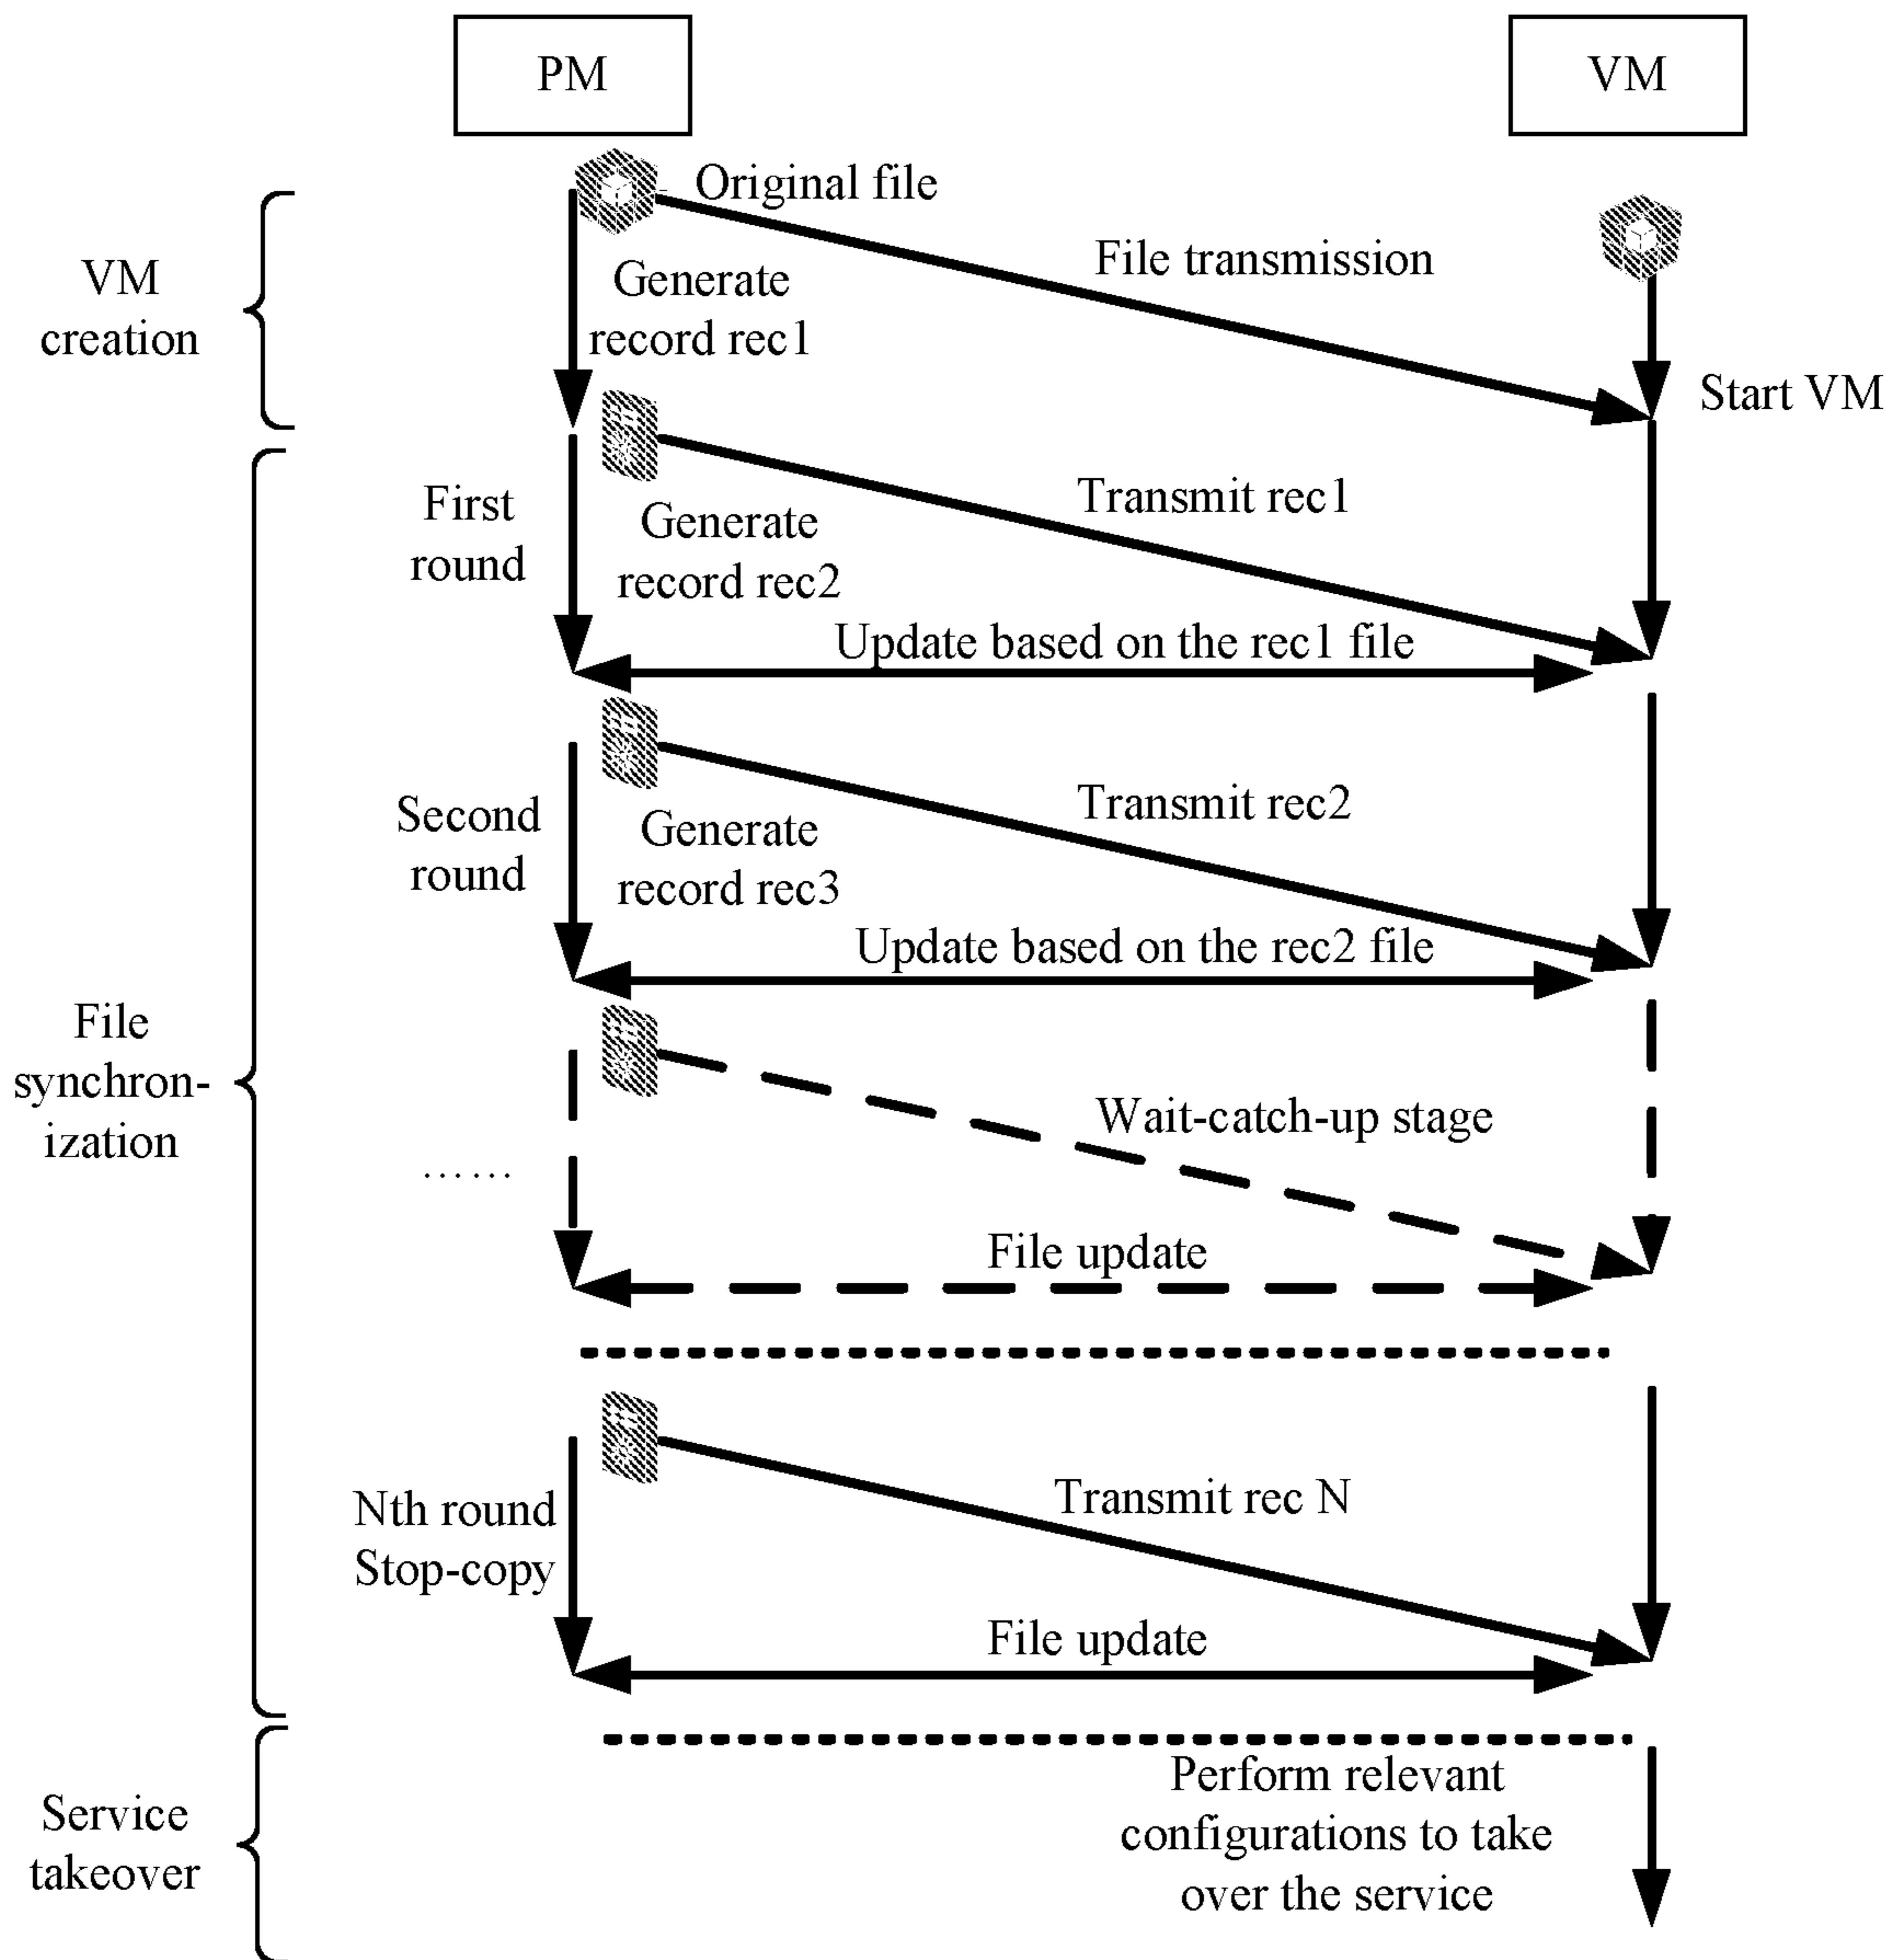 PM
VM
Original file
File transmission
VM
creation
Generate
record rec1
Start VM
First
round
Generate
record rec2
Transmit rec1
Update based on the rec1 file
Second
round
Generate
record rec3
Transmit rec2
Update based on the rec2 file
File
synchron-
ization
Wait-catch-up stage
……
File update
Nth round
Stop-copy
Transmit rec N
File update
Service
takeover
Perform relevant
configurations to take
over the service